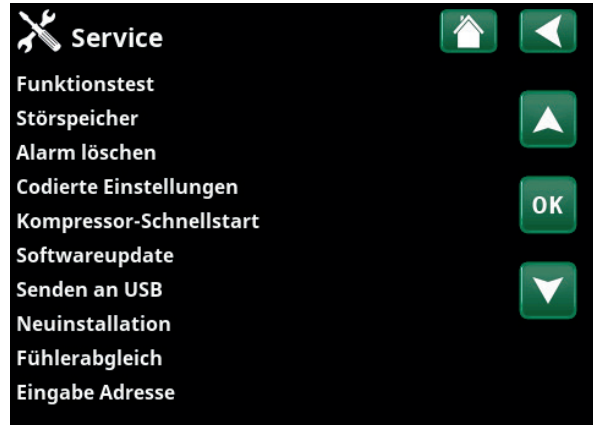 Service
Funktionstest
Störspeicher
Alarm löschen
Codierte Einstellungen
Kompressor-Schnellstart
Softwareupdate
Senden an USB
Neuinstallation
Fühlerabgleich
Eingabe Adresse
OK